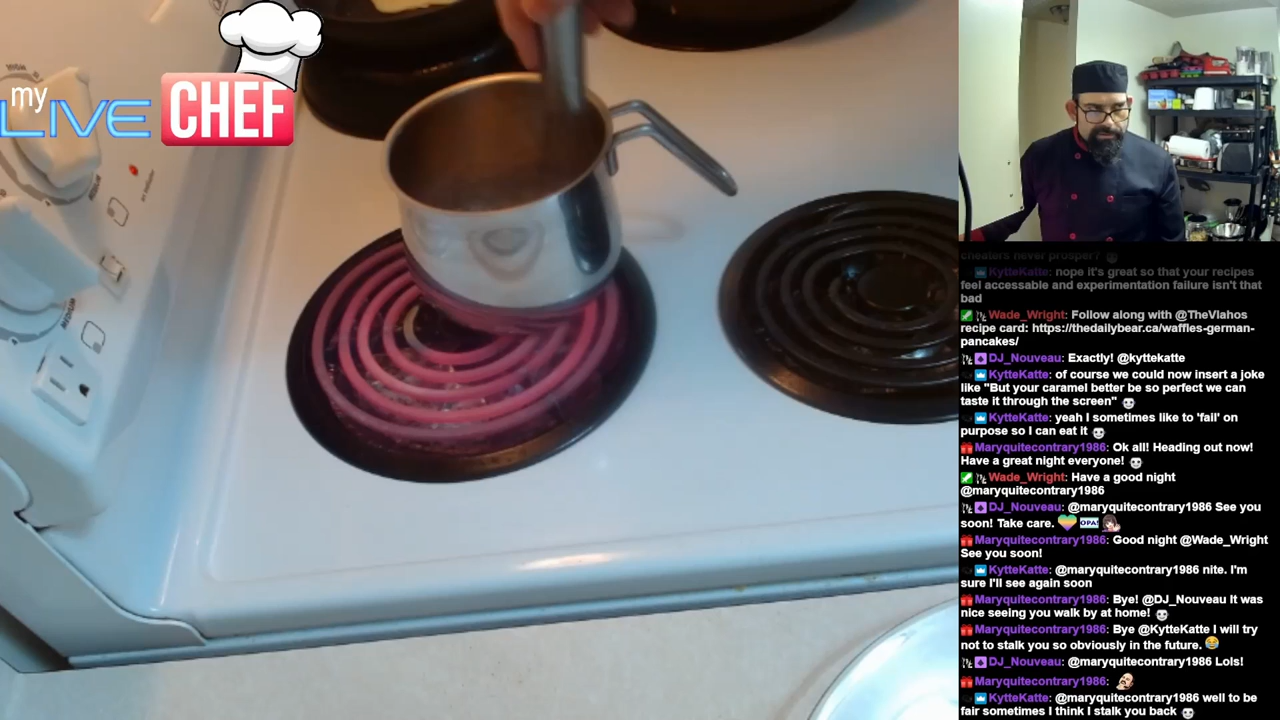 my
LIVE CHEF
HIGH
MEDIUM
cheaters never prosper?
KytteKatte: nope it's great so that your recipes
feel accessable and experimentation failure isn't that
bad
Wade_Wright: Follow along with @TheVlahos
recipe card: https://thedailybear.ca/waffles-german-
pancakes/
DJ_Nouveau: Exactly! @kyttekatte
KytteKatte: of course we could now insert a joke
like "But your caramel better be so perfect we can
taste it through the screen"
KytteKatte: yeah I sometimes like to 'fail' on
purpose so I can eat it
Maryquitecontrary1986: Ok all! Heading out now!
Have a great night everyone!
Wade_Wright: Have a good night
@maryquitecontrary1986
DJ_Nouveau: @maryquitecontrary1986 See you
soon! Take care. OPA!
Maryquitecontrary1986: Good night @Wade_Wright
See you soon!
KytteKatte: @maryquitecontrary1986 nite. I'm
sure I'll see again soon
Maryquitecontrary1986: Bye! @DJ_Nouveau It was
nice seeing you walk by at home!
Maryquitecontrary1986: Bye @KytteKatte I will try
not to stalk you so obviously in the future.
DJ_Nouveau: @maryquitecontrary1986 Lols!
Maryquitecontrary1986:
KytteKatte: @maryquitecontrary1986 well to be
fair sometimes I think I stalk you back